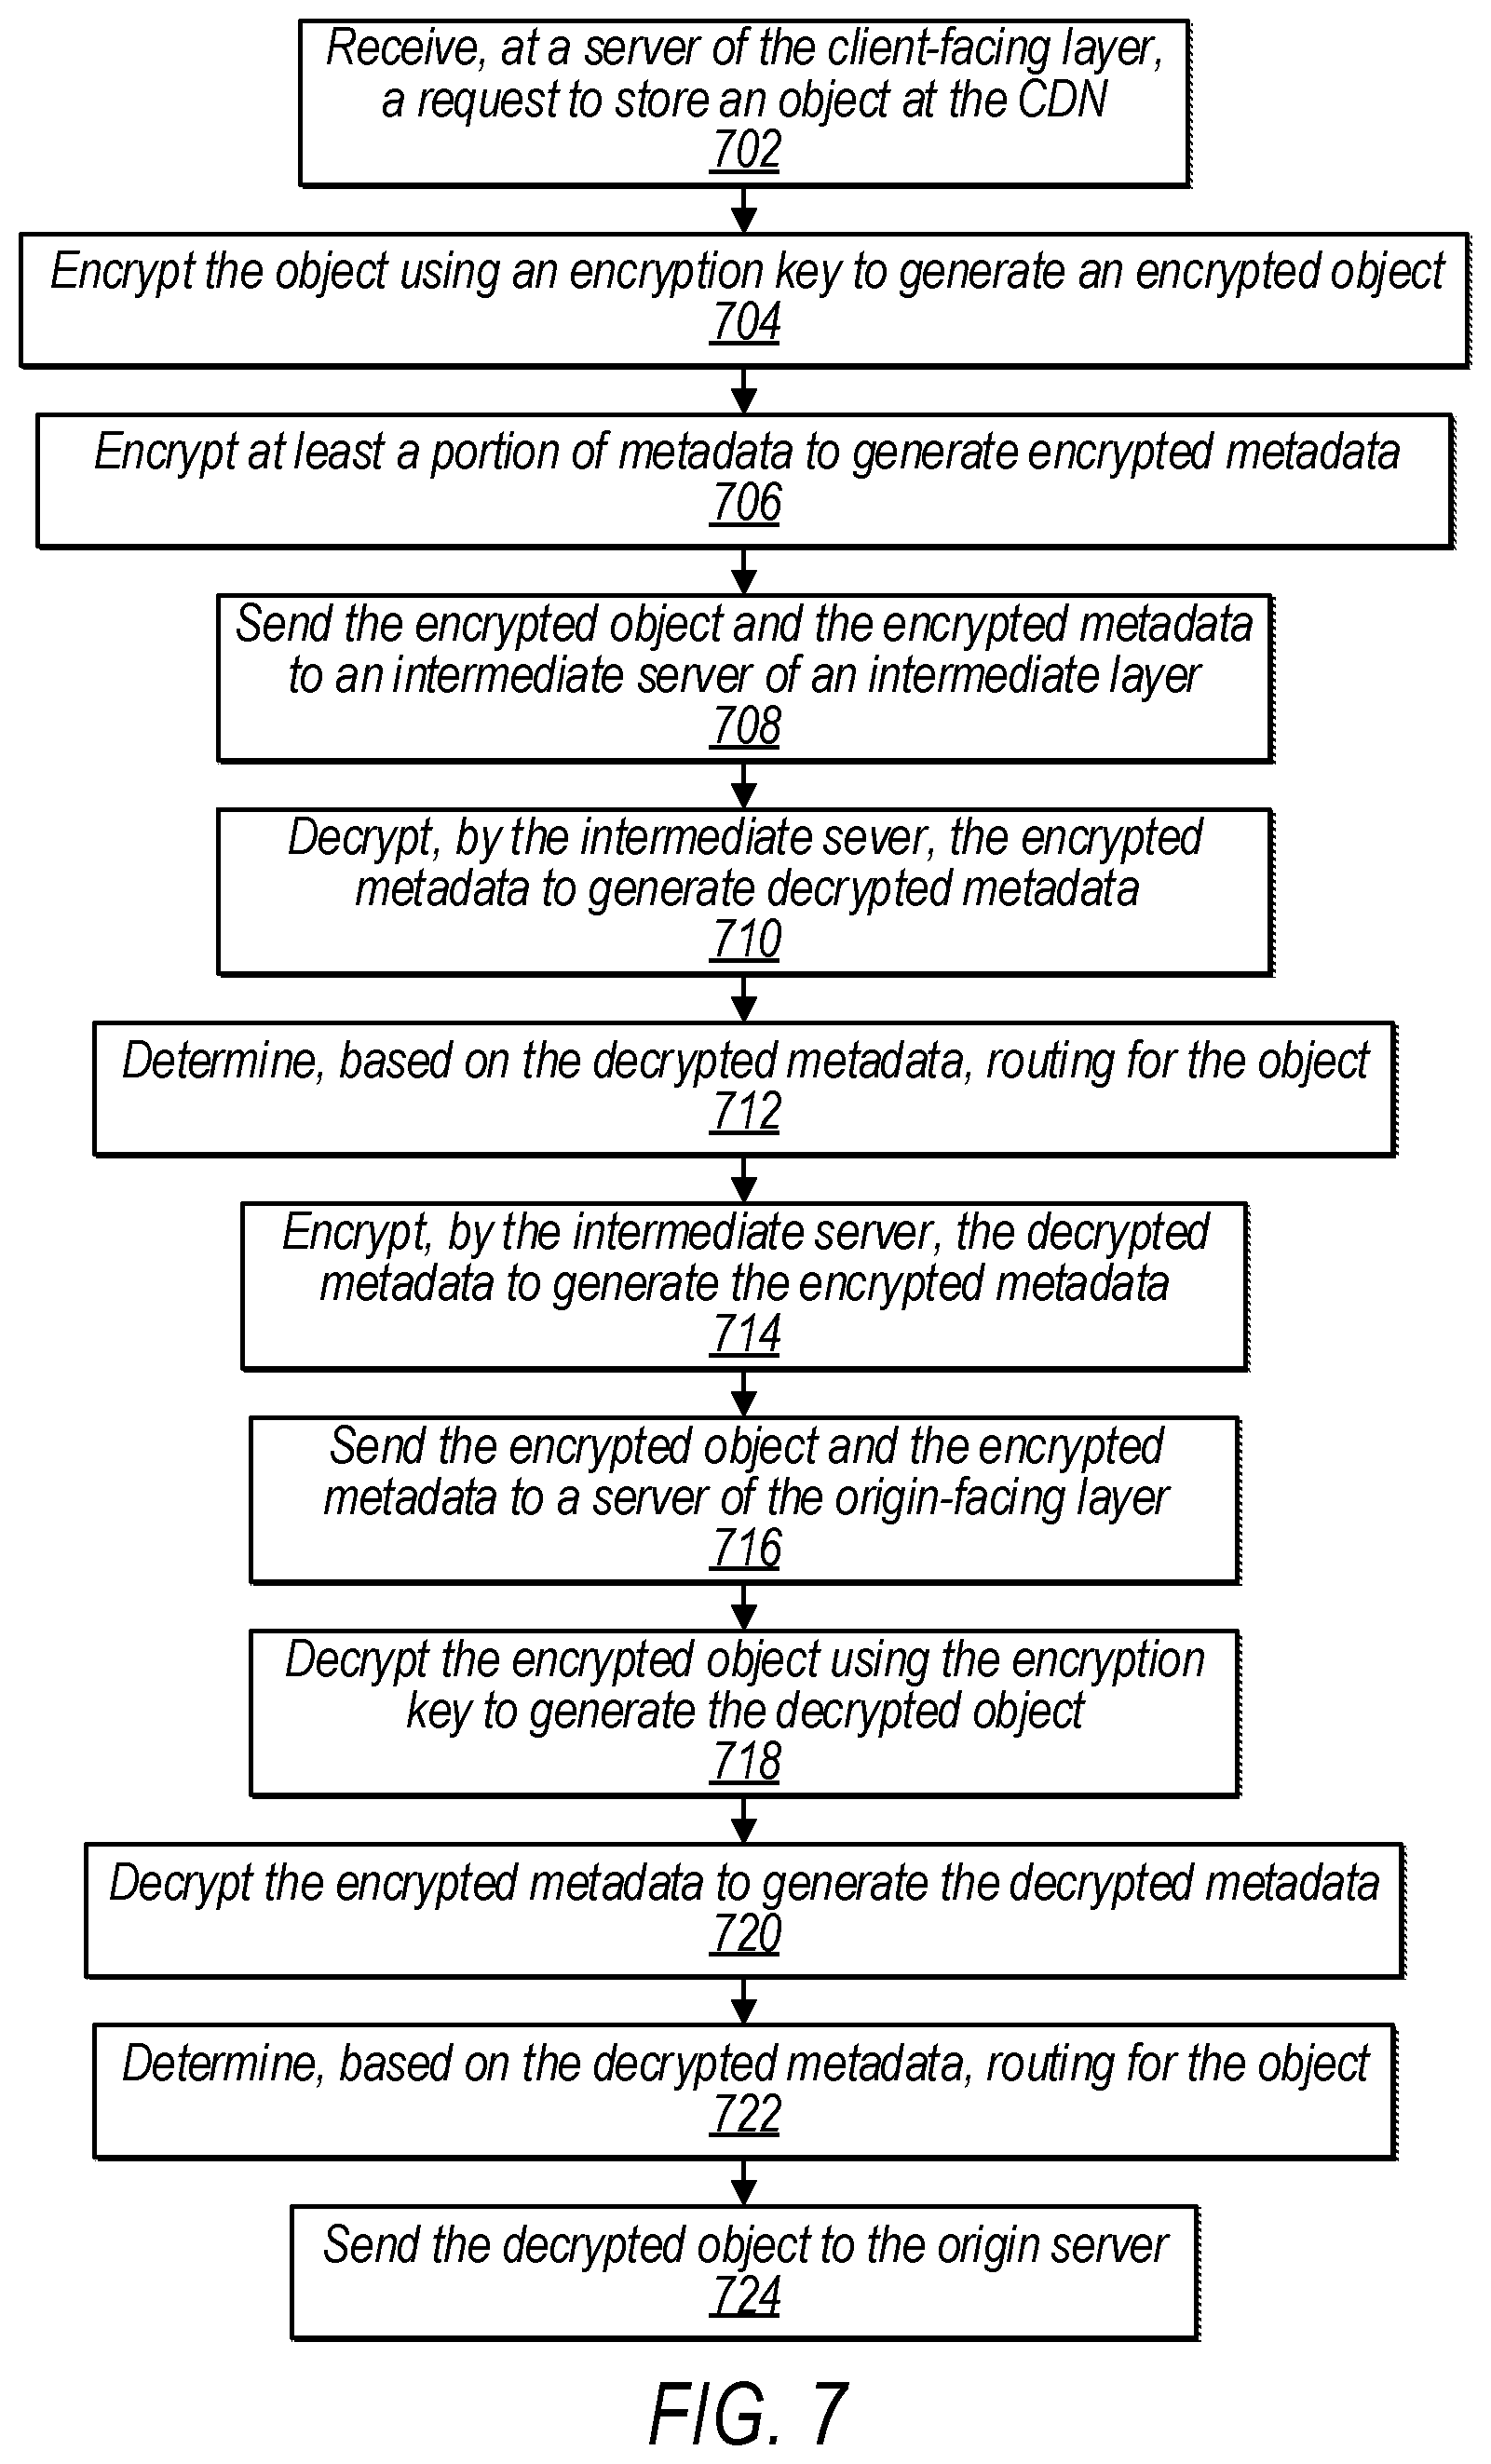 Receive, at a server of the client-facing layer,
a request to store an object at the CDN
702
Encrypt the object using an encryption key to generate an encrypted object
704
Encrypt at least a portion of metadata to generate encrypted metadata
706
Send the encrypted object and the encrypted metadata
to an intermediate server of an intermediate layer
708
Decrypt, by the intermediate sever, the encrypted
metadata to generate decrypted metadata
710
Determine, based on the decrypted metadata, routing for the object
712
Encrypt, by the intermediate server, the decrypted
metadata to generate the encrypted metadata
714
Send the encrypted object and the encrypted
metadata to a server of the origin-facing layer
716
Decrypt the encrypted object using the encryption
key to generate the decrypted object
718
Decrypt the encrypted metadata to generate the decrypted metadata
720
Determine, based on the decrypted metadata, routing for the object
722
Send the decrypted object to the origin server
724
FIG. 7